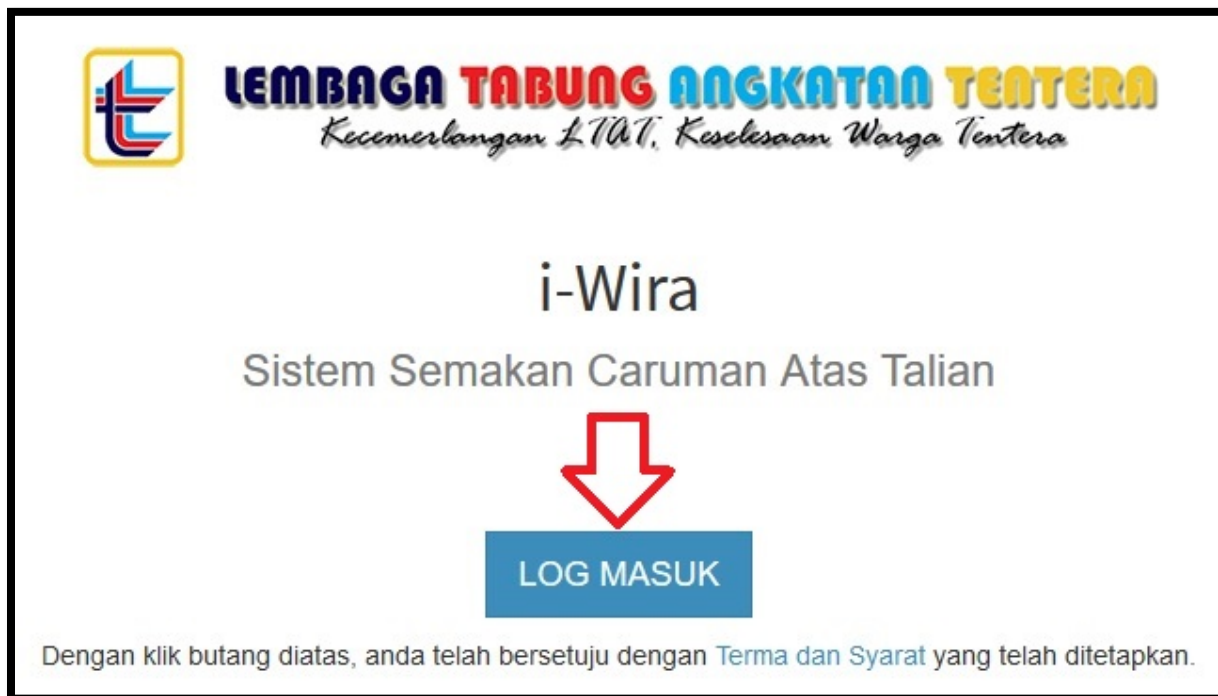 LEMBAGA TABUNG ANGKATAN TENTERA
Kecemerlangan LTAT, Keselesaan Warga Tentera
i-Wira
Sistem Semakan Caruman Atas Talian
LOG MASUK
Dengan klik butang diatas, anda telah bersetuju dengan Terma dan Syarat yang telah ditetapkan.